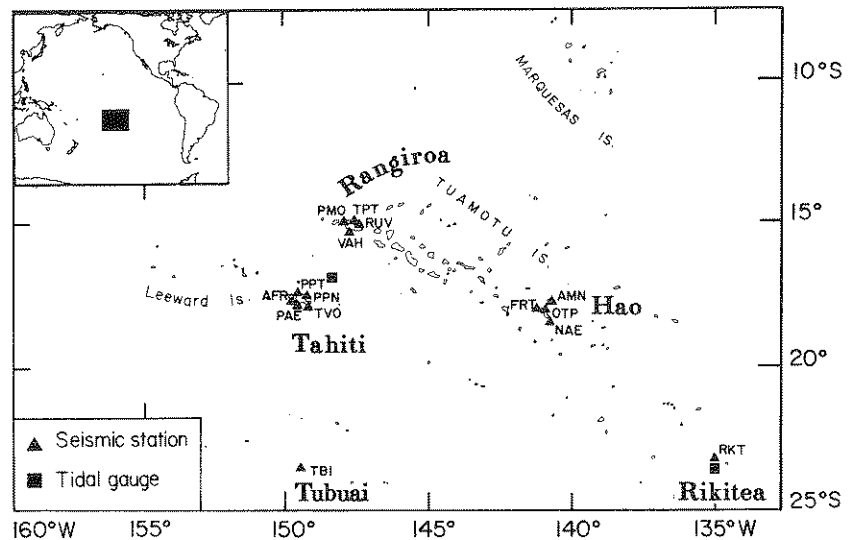 10°S
MARQUESAS IS.
Rangiroa
TUAMOTU IS.
PMO TPT
RUV
VAH
15°
Leeward Is.
PPT
AFR PPN
PAE TVO
Tahiti
AMN
FRT OTP
NAE
Hao
20°
Seismic station
Tidal gauge
TBI
Tubuai
RKT
Rikitea
25°S
160°W 155° 150° 145° 140° 135°W